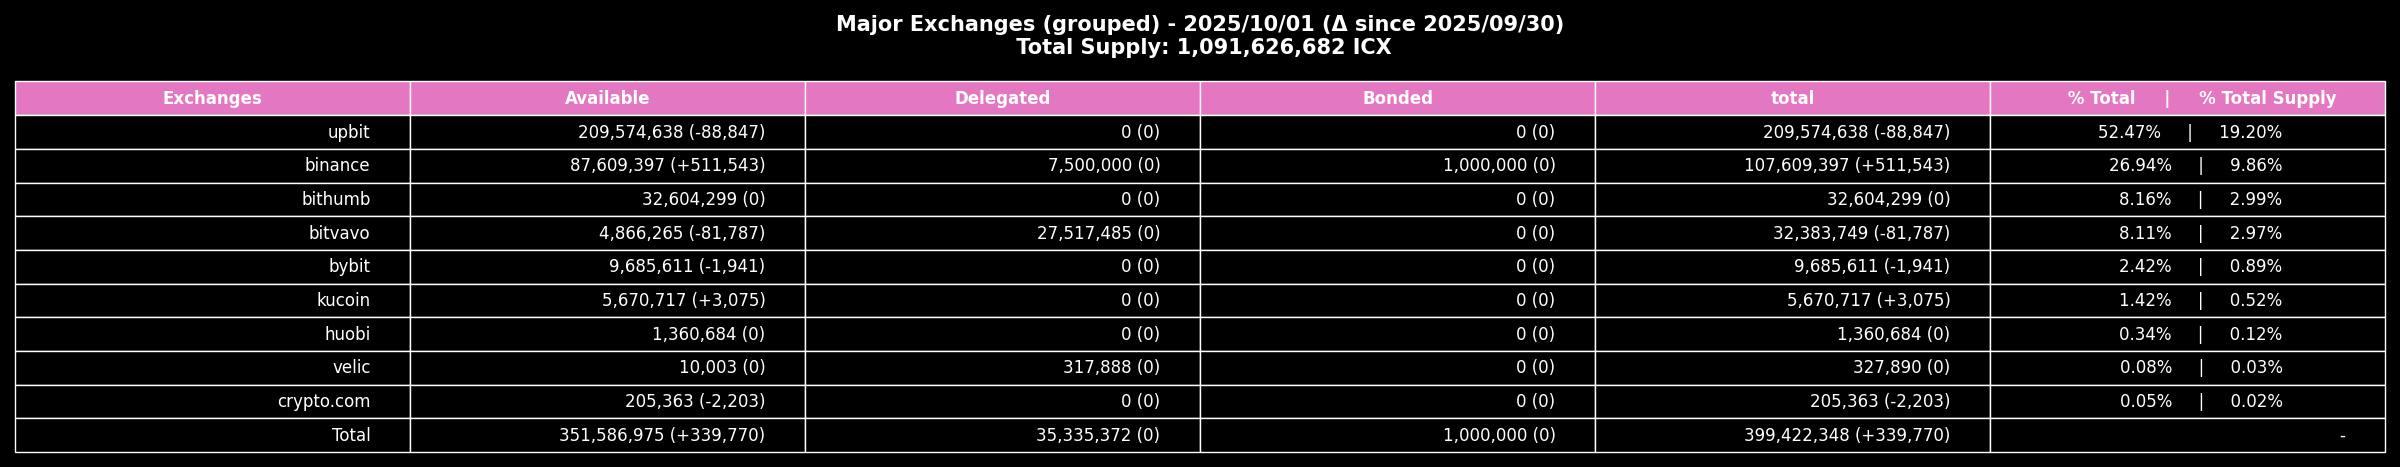 Major Exchanges (grouped) - 2025/10/01 (Δ since 2025/09/30)
Total Supply: 1,091,626,682 ICX
Exchanges Available Delegated Bonded total % Total | % Total Supply
upbit 209,574,638 (-88,847) 0 (0) 0 (0) 209,574,638 (-88,847) 52.47% | 19.20%
binance 87,609,397 (+511,543) 7,500,000 (0) 1,000,000 (0) 107,609,397 (+511,543) 26.94% | 9.86%
bithumb 32,604,299 (0) 0 (0) 0 (0) 32,604,299 (0) 8.16% | 2.99%
bitvavo 4,866,265 (-81,787) 27,517,485 (0) 0 (0) 32,383,749 (-81,787) 8.11% | 2.97%
bybit 9,685,611 (-1,941) 0 (0) 0 (0) 9,685,611 (-1,941) 2.42% | 0.89%
kucoin 5,670,717 (+3,075) 0 (0) 0 (0) 5,670,717 (+3,075) 1.42% | 0.52%
huobi 1,360,684 (0) 0 (0) 0 (0) 1,360,684 (0) 0.34% | 0.12%
velic 10,003 (0) 317,888 (0) 0 (0) 327,890 (0) 0.08% | 0.03%
crypto.com 205,363 (-2,203) 0 (0) 0 (0) 205,363 (-2,203) 0.05% | 0.02%
Total 351,586,975 (+339,770) 35,335,372 (0) 1,000,000 (0) 399,422,348 (+339,770) -